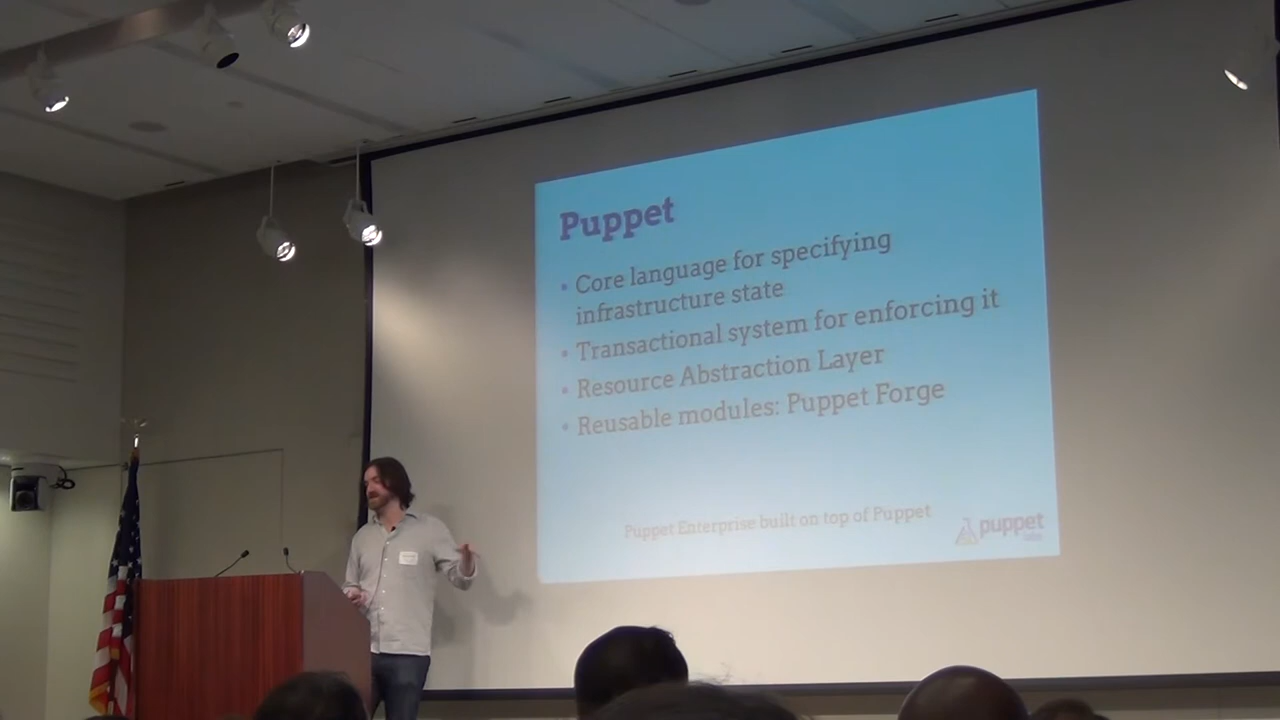 Puppet
• Core language for specifying
infrastructure state
• Transactional system for enforcing it
• Resource Abstraction Layer
• Reusable modules: Puppet Forge
Puppet Enterprise built on top of Puppet
puppet
labs